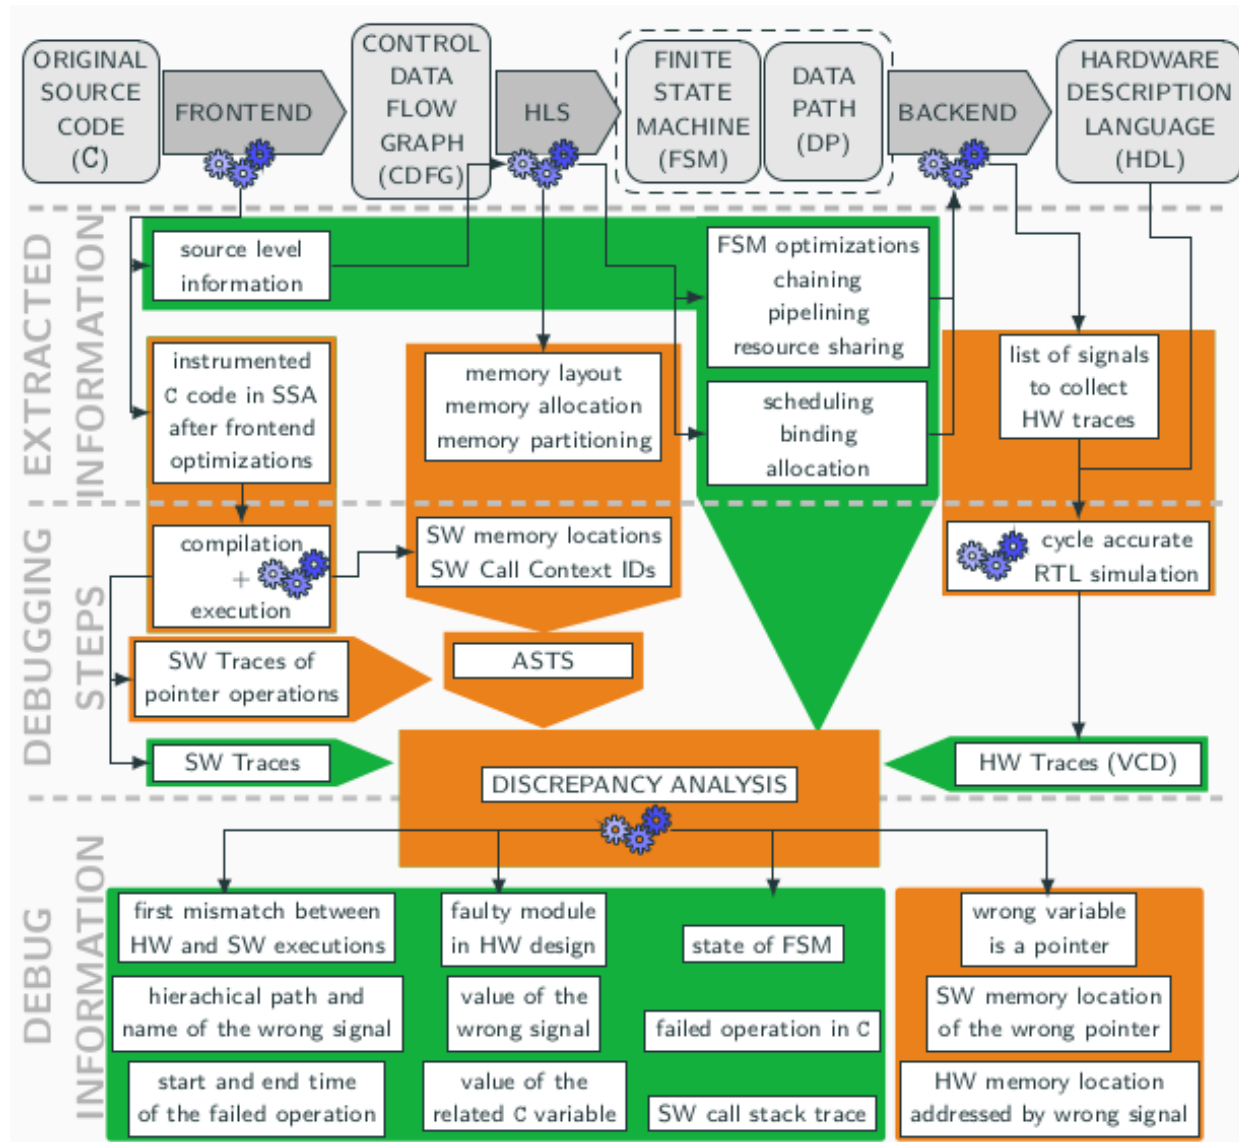 ORIGINAL
SOURCE
CODE
(C)
FRONTEND
CONTROL
DATA
FLOW
GRAPH
(CDFG)
HLS
FINITE
STATE
MACHINE
(FSM)
DATA
PATH
(DP)
BACKEND
HARDWARE
DESCRIPTION
LANGUAGE
(HDL)
EXTRACTED
INFORMATION
source level
information
FSM optimizations
chaining
pipelining
resource sharing
instrumented
C code in SSA
after frontend
optimizations
memory layout
memory allocation
memory partitioning
scheduling
binding
allocation
list of signals
to collect
HW traces
DEBUGGING
STEPS
compilation
+
execution
SW memory locations
SW Call Context IDs
cycle accurate
RTL simulation
SW Traces of
pointer operations
ASTS
SW Traces
HW Traces (VCD)
DISCREPANCY ANALYSIS
DEBUG
INFORMATION
first mismatch between
HW and SW executions
faulty module
in HW design
state of FSM
wrong variable
is a pointer
hierachical path and
name of the wrong signal
value of the
wrong signal
failed operation in C
SW memory location
of the wrong pointer
start and end time
of the failed operation
value of the
related C variable
SW call stack trace
HW memory location
addressed by wrong signal